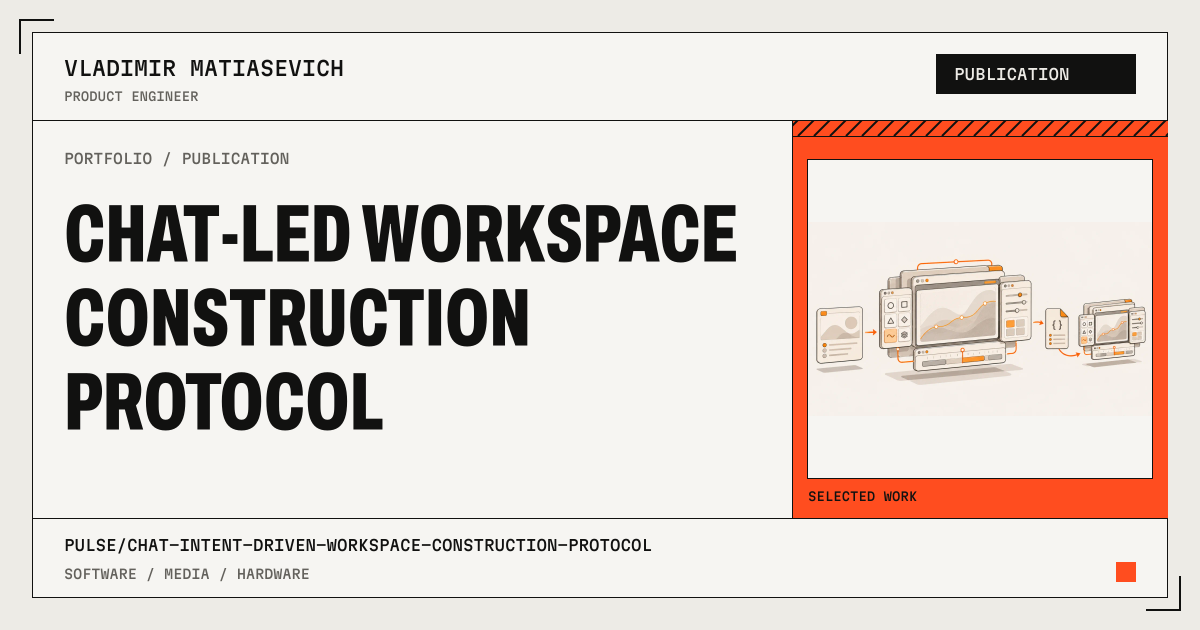 VLADIMIR MATIASEVICH
PRODUCT ENGINEER
PUBLICATION
PORTFOLIO / PUBLICATION
CHAT-LED WORKSPACE
CONSTRUCTION
PROTOCOL
{}
SELECTED WORK
PULSE/CHAT-INTENT-DRIVEN-WORKSPACE-CONSTRUCTION-PROTOCOL
SOFTWARE / MEDIA / HARDWARE